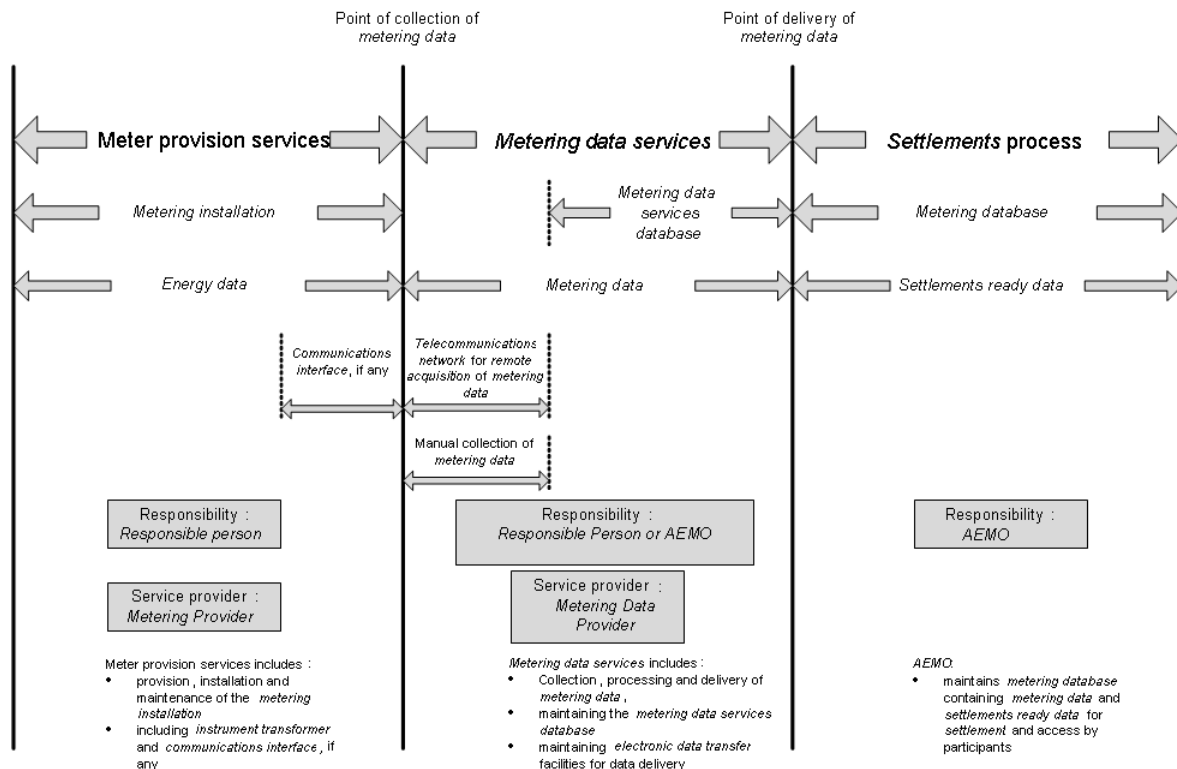 Point of collection of
metering data
Point of delivery of
metering data
Meter provision services
Metering data services
Settlements process
Metering installation
Metering data
services
database
Metering database
Energy data
Metering data
Settlements ready data
Communications
interface, if any
Telecommunications
network for remote
acquisition of metering
data
Manual collection of
metering data
Responsibility :
Responsible person
Responsibility :
Responsible Person or AEMO
Responsibility :
AEMO
Service provider :
Metering Provider
Service provider :
Metering Data
Provider
Meter provision services includes :
• provision, installation and
maintenance of the metering
installation
• including instrument transformer
and communications interface, if
any
Metering data services includes :
• Collection, processing and delivery of
metering data,
• maintaining the metering data services
database
• maintaining electronic data transfer
facilities for data delivery
AEMO:
• maintains metering database
containing metering data and
settlements ready data for
settlement and access by
participants